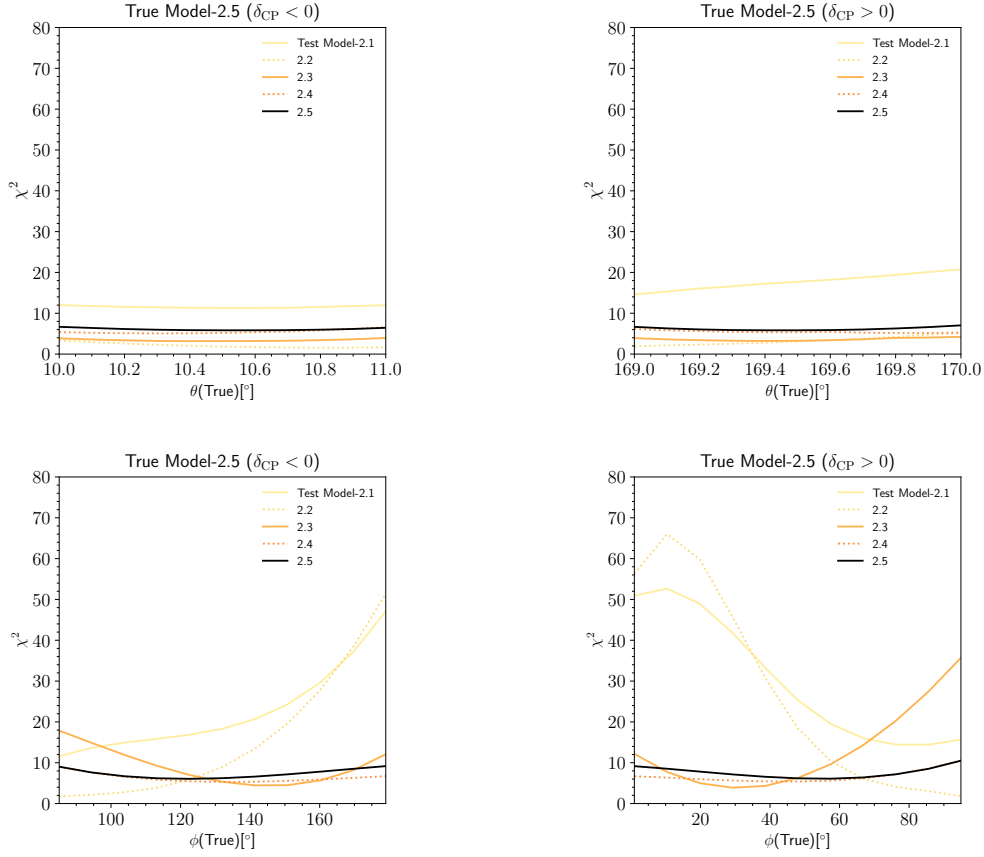 True Model-2.5 (δCP < 0)
80
70
60
50
40
30
20
10
0
χ²
Test Model-2.1
2.2
2.3
2.4
2.5
10.0 10.2 10.4 10.6 10.8 11.0
θ(True)[°]
True Model-2.5 (δCP > 0)
80
70
60
50
40
30
20
10
0
χ²
Test Model-2.1
2.2
2.3
2.4
2.5
169.0 169.2 169.4 169.6 169.8 170.0
θ(True)[°]
True Model-2.5 (δCP < 0)
80
70
60
50
40
30
20
10
0
χ²
Test Model-2.1
2.2
2.3
2.4
2.5
100 120 140 160
ϕ(True)[°]
True Model-2.5 (δCP > 0)
80
70
60
50
40
30
20
10
0
χ²
Test Model-2.1
2.2
2.3
2.4
2.5
20 40 60 80
ϕ(True)[°]